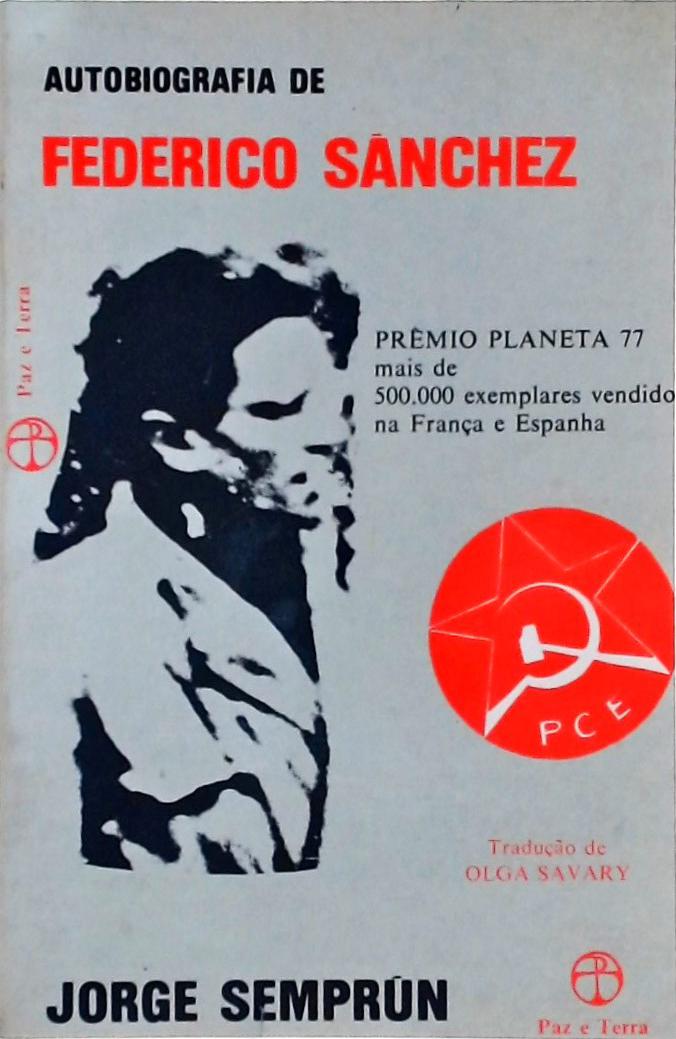 AUTOBIOGRAFIA DE
FEDERICO SÁNCHEZ
Paz e Terra
PRÊMIO PLANETA 77
mais de
500.000 exemplares vendido
na França e Espanha
PCE
Tradução de
OLGA SAVARY
JORGE SEMPRÚN
Paz e Terra